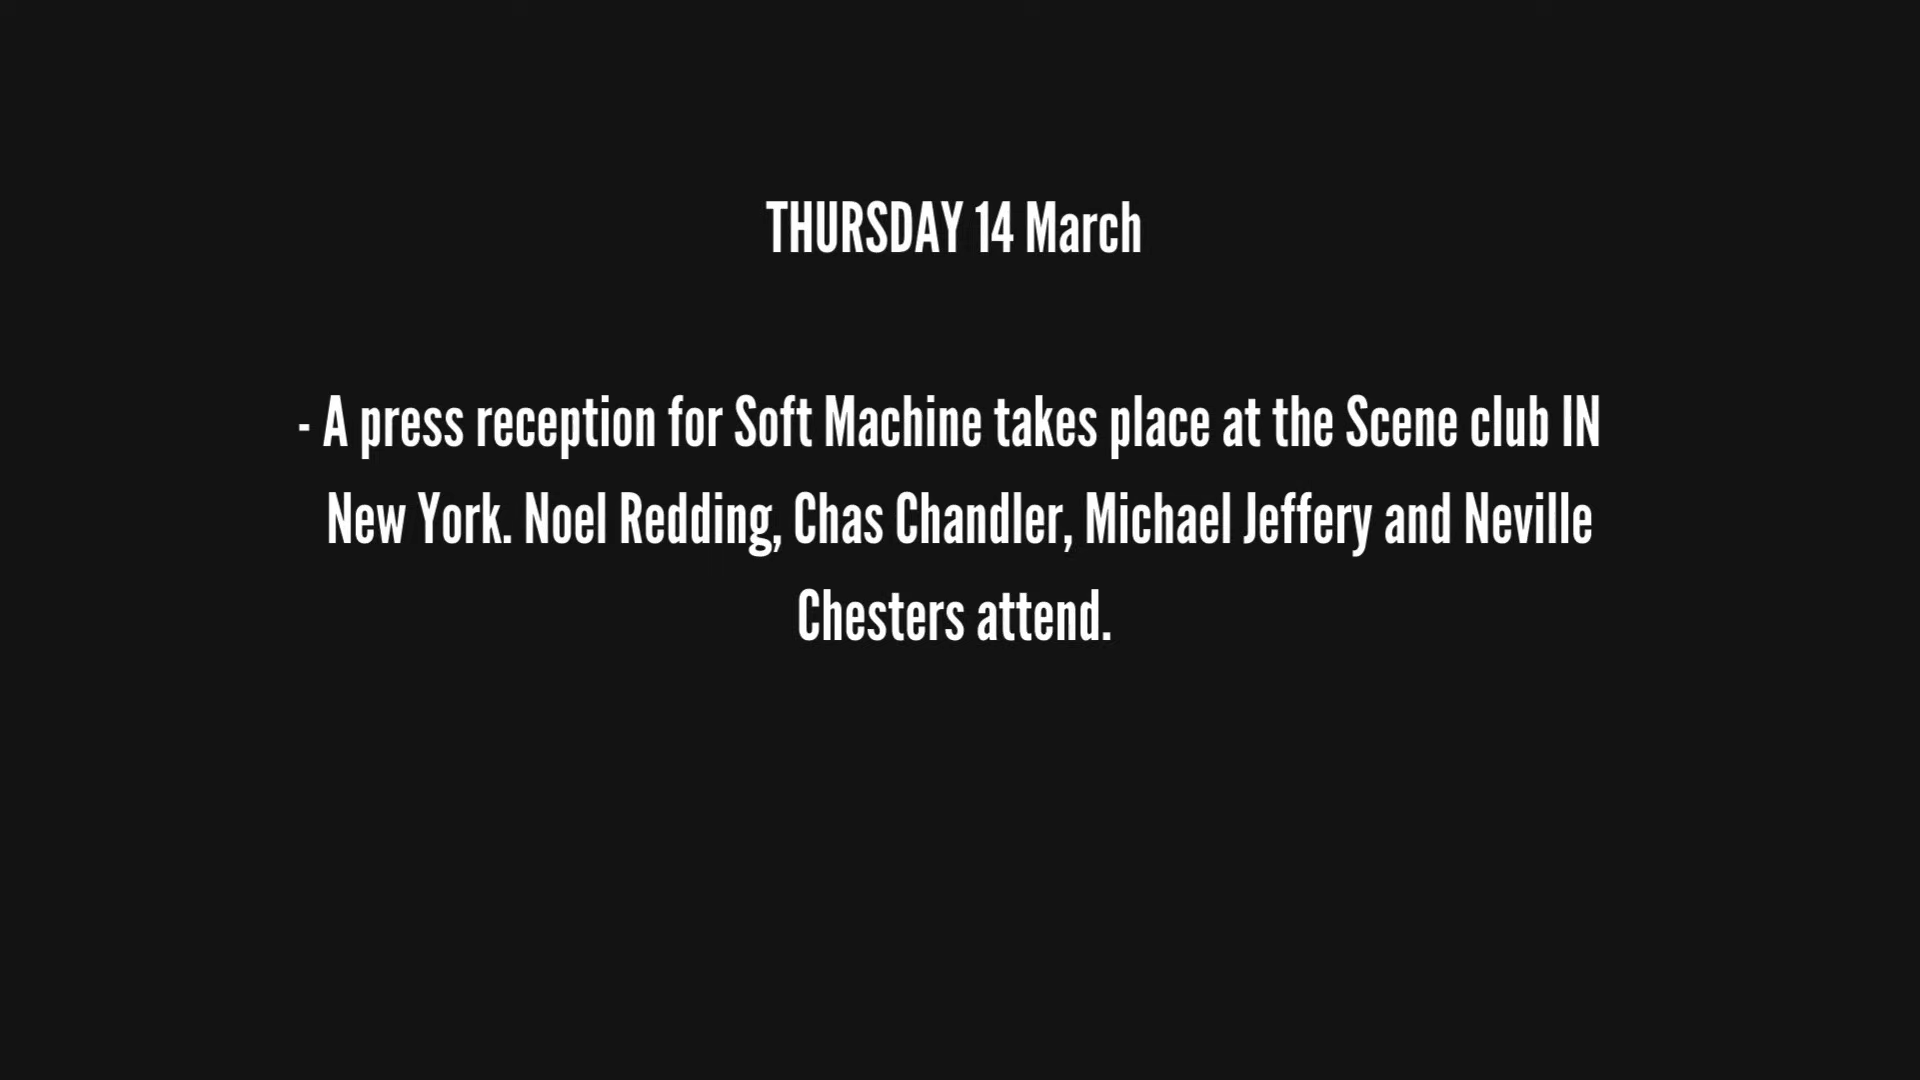 THURSDAY 14 March
- A press reception for Soft Machine takes place at the Scene club IN
New York. Noel Redding, Chas Chandler, Michael Jeffery and Neville
Chesters attend.